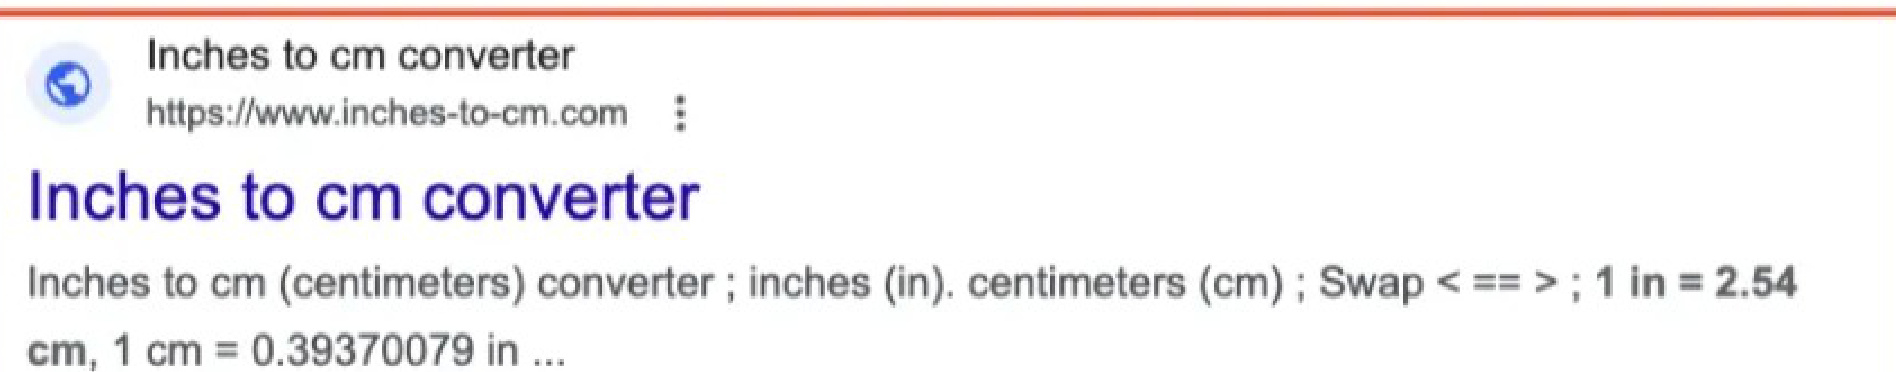 Inches to cm converter
https://www.inches-to-cm.com
Inches to cm converter
Inches to cm (centimeters) converter ; inches (in). centimeters (cm) ; Swap < == > ; 1 in = 2.54
cm, 1 cm = 0.39370079 in ...